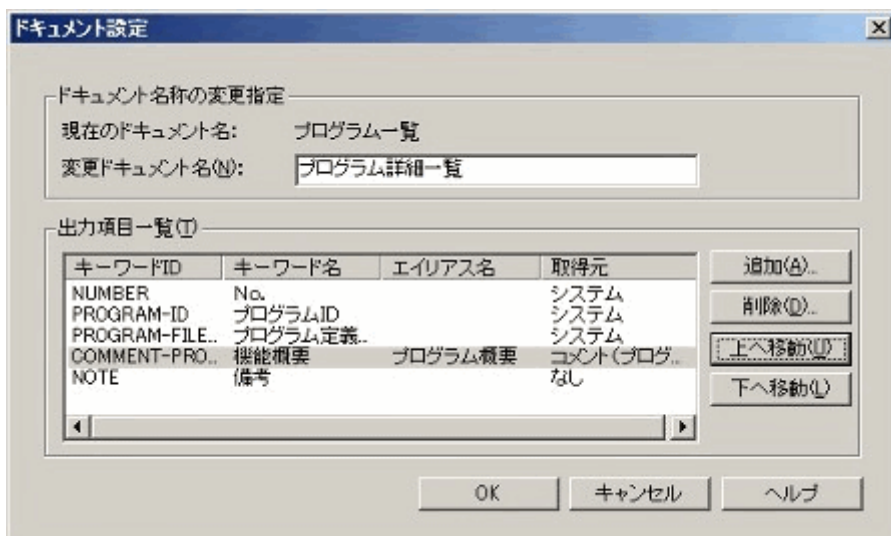 ドキュメント設定
ドキュメント名称の変更指定
現在のドキュメント名: プログラム一覧
変更ドキュメント名(N): プログラム詳細一覧
出力項目一覧(T)
キーワードID キーワード名 エイリアス名 取得元
NUMBER No. システム
PROGRAM-ID プログラムID システム
PROGRAM-FILE... プログラム定義... システム
COMMENT-PRO... 機能概要 プログラム概要 コメント(プログ...
NOTE 備考 なし
追加(A)...
削除(D)...
上へ移動(U)
下へ移動(L)
OK キャンセル ヘルプ